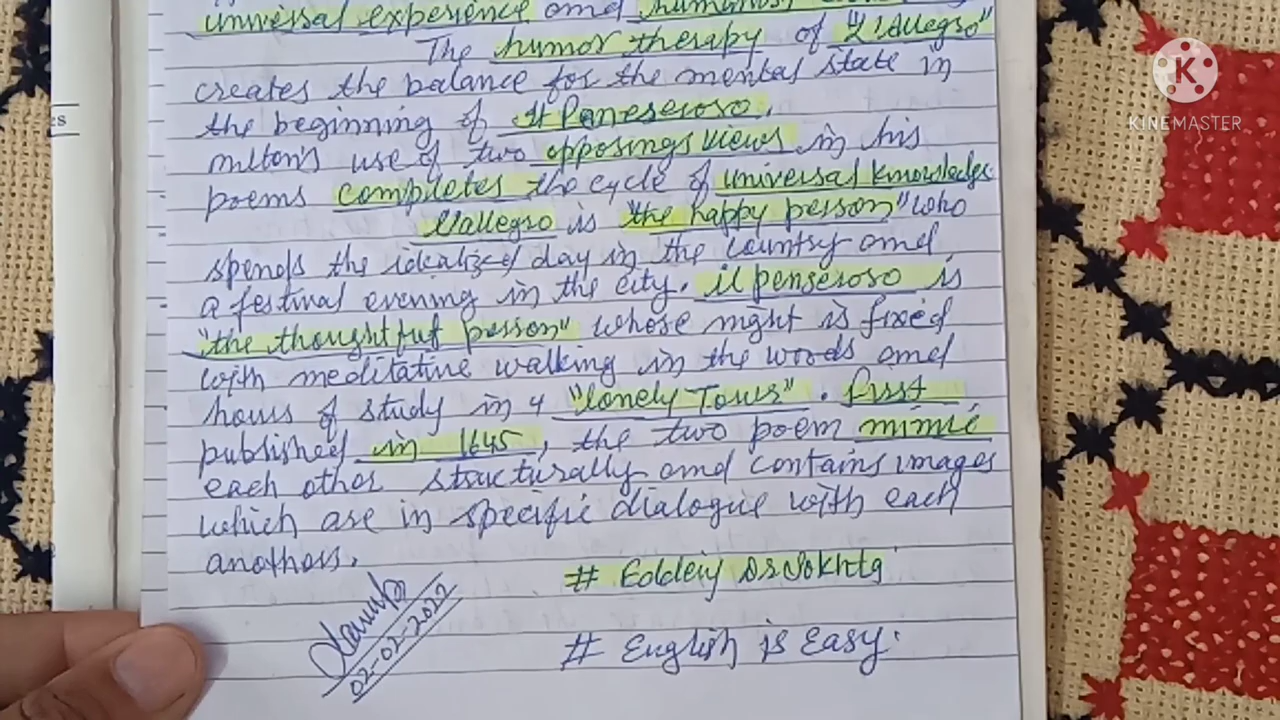 universal experience and
The humor therapy of "L'Allegro"
creates the balance for the mental state in
the beginning of Il Peneseroso.
milton's use of two opposings views in his
poems completes the cycle of universal knowledge
L'allegro is "the happy person" who
spends the idealized day in the country and
a festival evening in the city. il penseroso is
"the thoughtful person" whose night is fixed
with meditative walking in the woods and
hours of study in a "lonely Tower". first
published in 1645, the two poem mimic
each other structurally and contains images
which are in specific dialogue with each
anothers.
02-02-2022
# English is Easy.
KINEMASTER
K
es